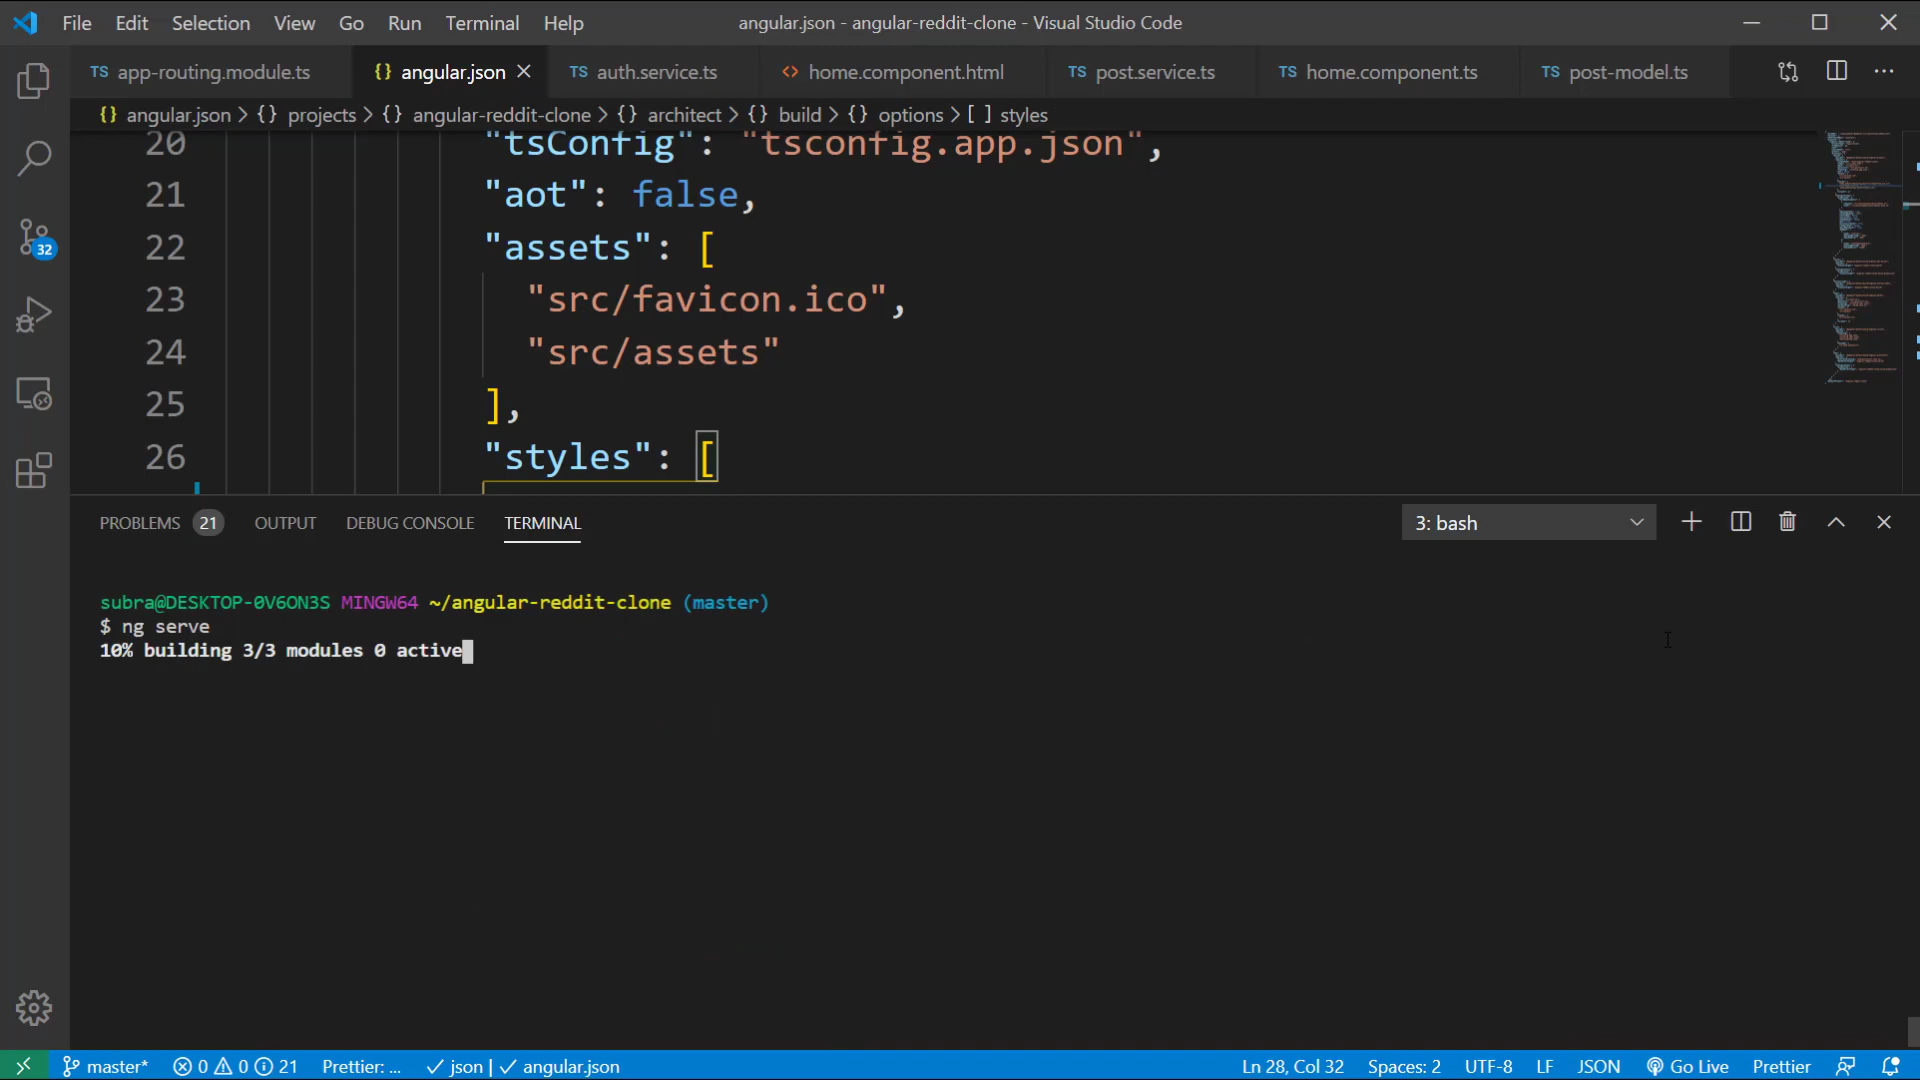 File Edit Selection View Go Run Terminal Help angular.json - angular-reddit-clone - Visual Studio Code
TS app-routing.module.ts {} angular.json TS auth.service.ts <> home.component.html TS post.service.ts TS home.component.ts TS post-model.ts ...
{} angular.json > {} projects > {} angular-reddit-clone > {} architect > {} build > {} options > [ ] styles
20 "tsConfig": "tsconfig.app.json",
21 "aot": false,
22 "assets": [
23 "src/favicon.ico",
24 "src/assets"
25 ],
26 "styles": [
32
PROBLEMS 21 OUTPUT DEBUG CONSOLE TERMINAL 3: bash
subra@DESKTOP-0V6ON3S MINGW64 ~/angular-reddit-clone (master)
$ ng serve
10% building 3/3 modules 0 active
master* 0 0 21 Prettier: ... ✓ json | ✓ angular.json Ln 28, Col 32 Spaces: 2 UTF-8 LF JSON Go Live Prettier